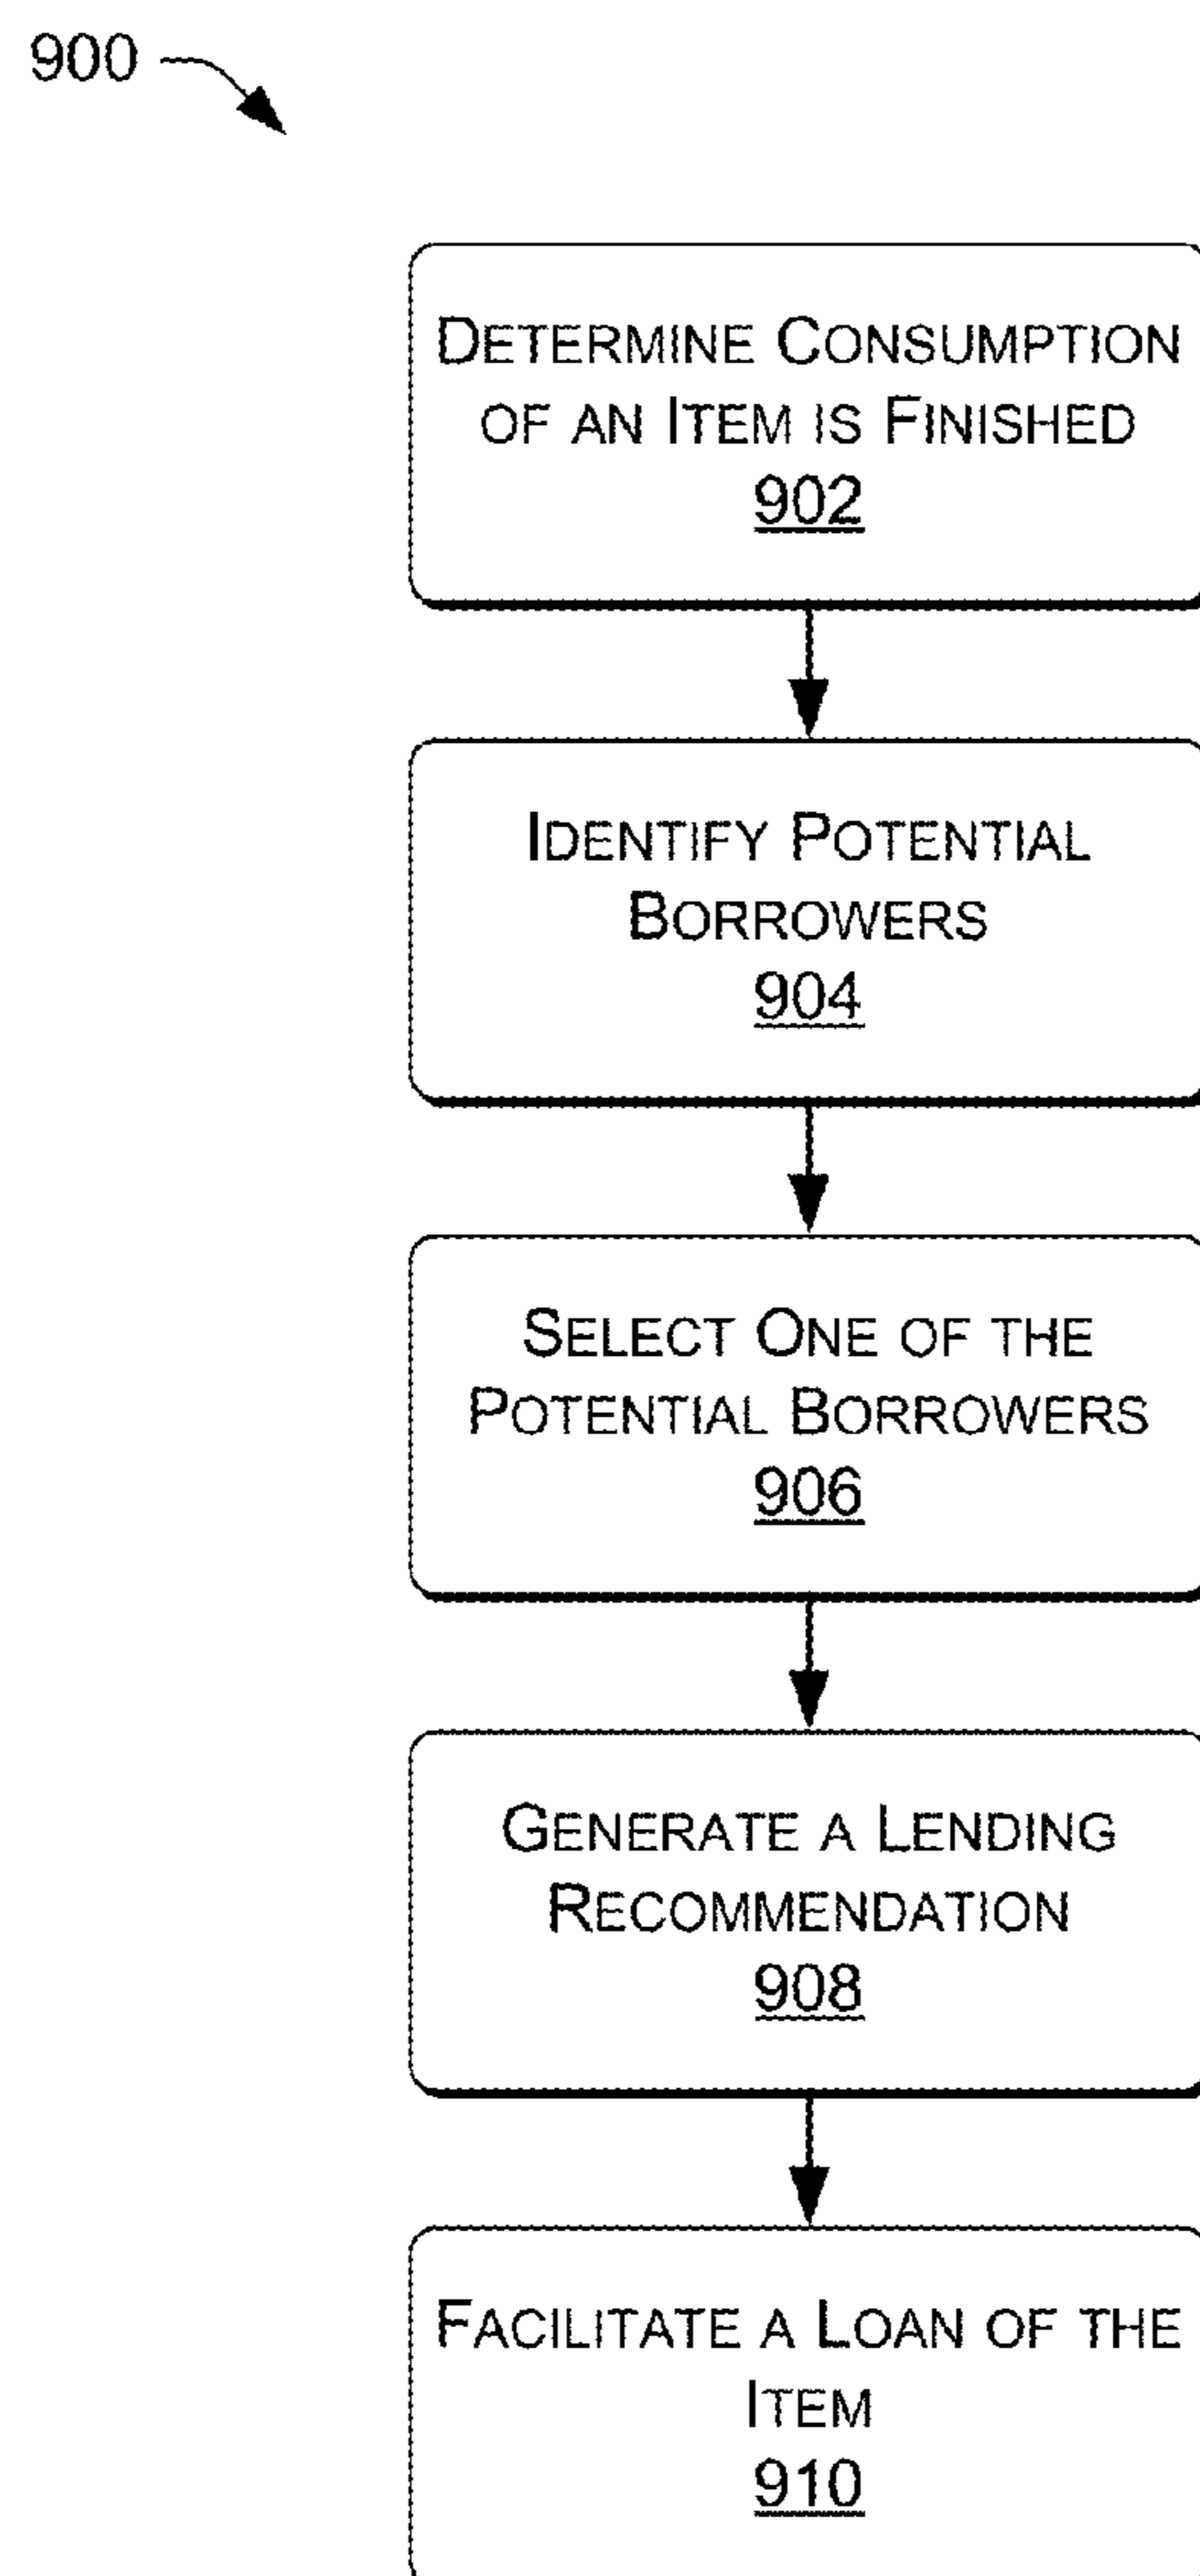 900
DETERMINE CONSUMPTION
OF AN ITEM IS FINISHED
902
IDENTIFY POTENTIAL
BORROWERS
904
SELECT ONE OF THE
POTENTIAL BORROWERS
906
GENERATE A LENDING
RECOMMENDATION
908
FACILITATE A LOAN OF THE
ITEM
910